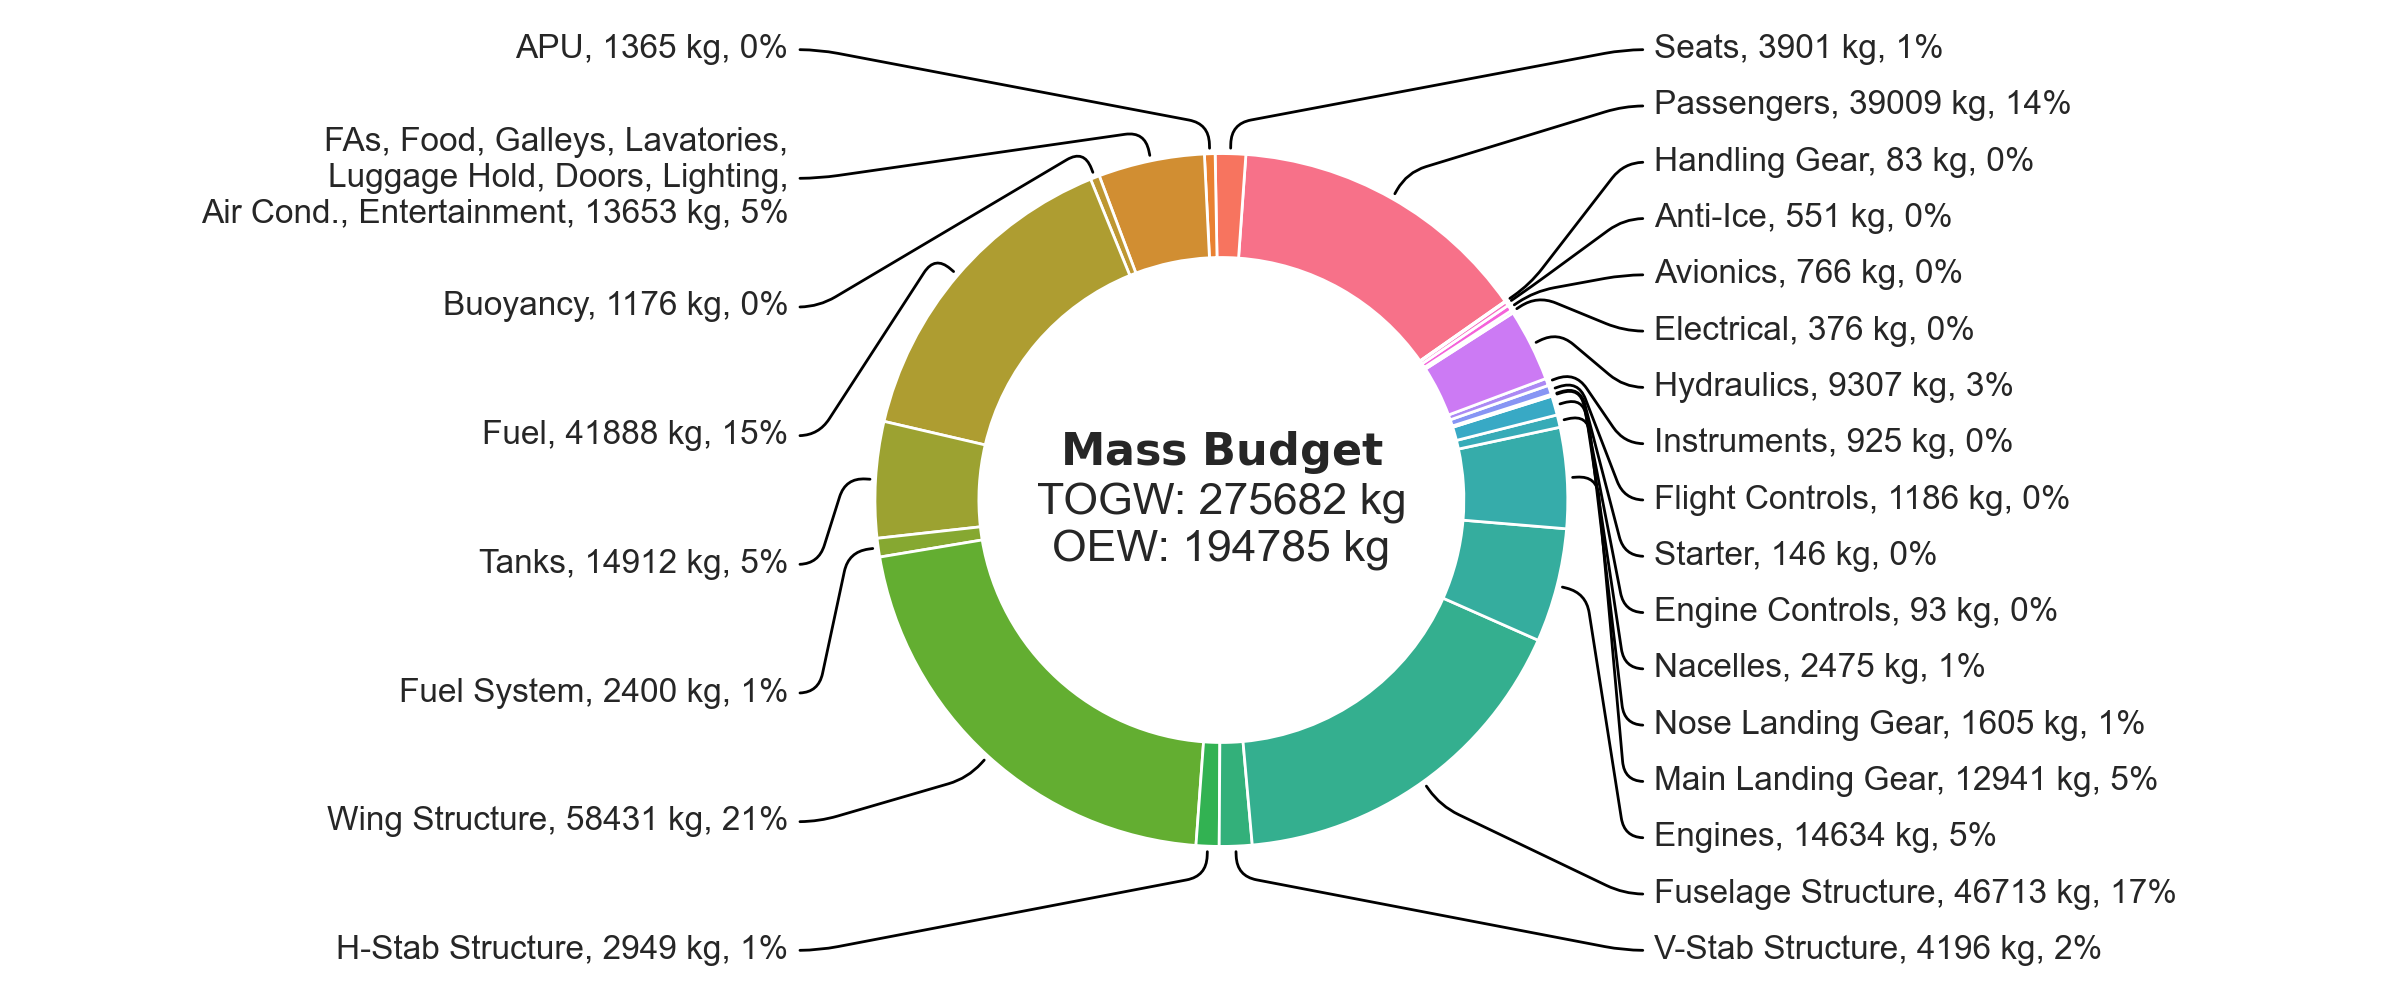 APU, 1365 kg, 0%
FAs, Food, Galleys, Lavatories,
Luggage Hold, Doors, Lighting,
Air Cond., Entertainment, 13653 kg, 5%
Buoyancy, 1176 kg, 0%
Fuel, 41888 kg, 15%
Tanks, 14912 kg, 5%
Fuel System, 2400 kg, 1%
Wing Structure, 58431 kg, 21%
H-Stab Structure, 2949 kg, 1%
Mass Budget
TOGW: 275682 kg
OEW: 194785 kg
Seats, 3901 kg, 1%
Passengers, 39009 kg, 14%
Handling Gear, 83 kg, 0%
Anti-Ice, 551 kg, 0%
Avionics, 766 kg, 0%
Electrical, 376 kg, 0%
Hydraulics, 9307 kg, 3%
Instruments, 925 kg, 0%
Flight Controls, 1186 kg, 0%
Starter, 146 kg, 0%
Engine Controls, 93 kg, 0%
Nacelles, 2475 kg, 1%
Nose Landing Gear, 1605 kg, 1%
Main Landing Gear, 12941 kg, 5%
Engines, 14634 kg, 5%
Fuselage Structure, 46713 kg, 17%
V-Stab Structure, 4196 kg, 2%